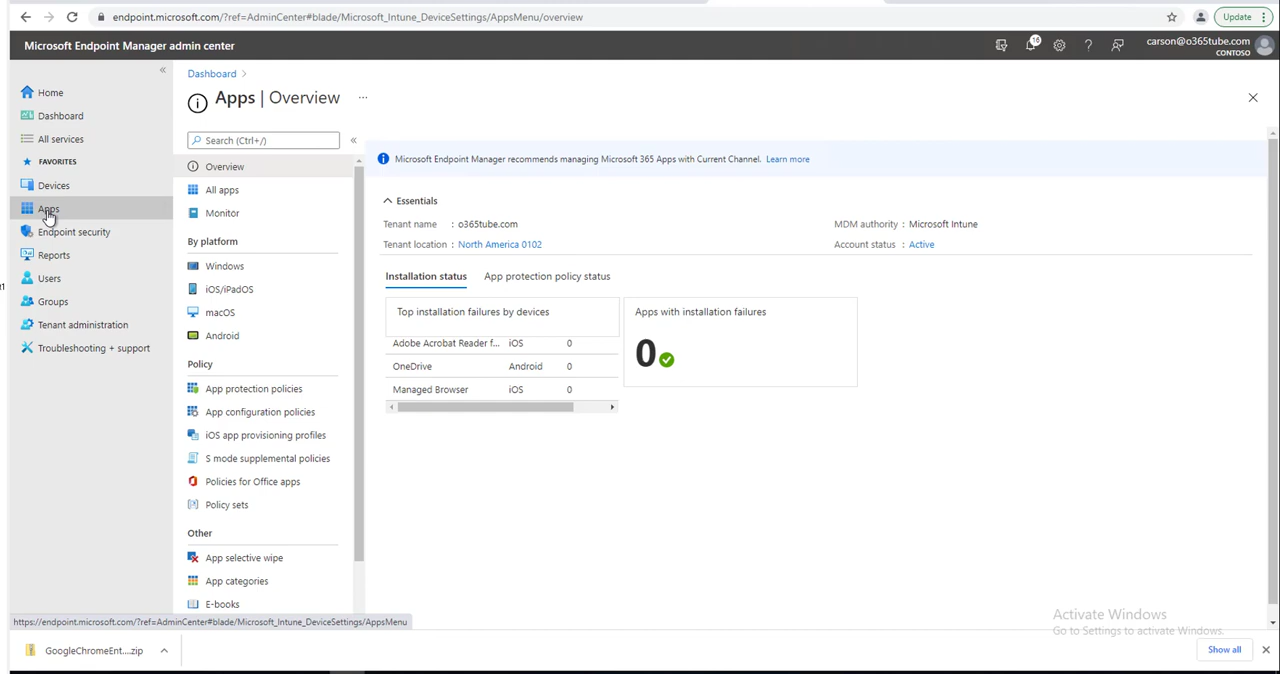 endpoint.microsoft.com/?ref=AdminCenter#blade/Microsoft_Intune_DeviceSettings/AppsMenu/overview
Update
Microsoft Endpoint Manager admin center
16
carson@o365tube.com
CONTOSO
Home
Dashboard
All services
FAVORITES
Devices
Apps
Endpoint security
Reports
Users
Groups
Tenant administration
Troubleshooting + support
Dashboard
Apps | Overview
Search (Ctrl+/)
Overview
All apps
Monitor
By platform
Windows
iOS/iPadOS
macOS
Android
Policy
App protection policies
App configuration policies
iOS app provisioning profiles
S mode supplemental policies
Policies for Office apps
Policy sets
Other
App selective wipe
App categories
E-books
Microsoft Endpoint Manager recommends managing Microsoft 365 Apps with Current Channel. Learn more
Essentials
Tenant name : o365tube.com
Tenant location : North America 0102
MDM authority : Microsoft Intune
Account status : Active
Installation status
App protection policy status
Top installation failures by devices
Adobe Acrobat Reader f... iOS 0
OneDrive Android 0
Managed Browser iOS 0
Apps with installation failures
0
https://endpoint.microsoft.com/?ref=AdminCenter#blade/Microsoft_Intune_DeviceSettings/AppsMenu
Activate Windows
Go to Settings to activate Windows.
GoogleChromeEnt....zip
Show all